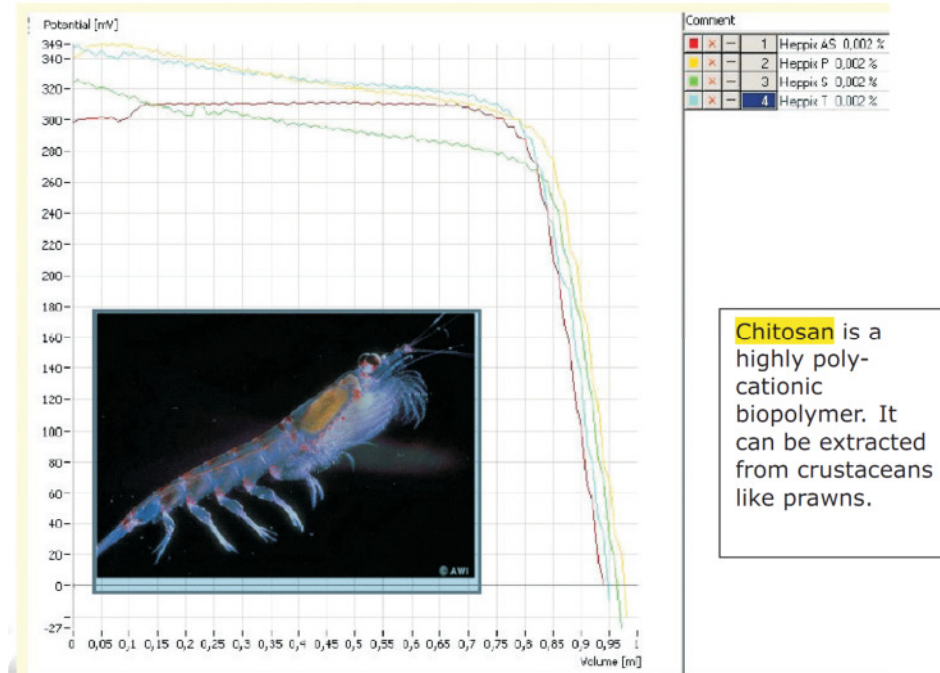 Potential [mV]
349
340
320
300
280
260
240
220
200
180
160
140
120
100
80
60
40
20
0
-27
0 0,05 0,1 0,15 0,2 0,25 0,3 0,35 0,4 0,45 0,5 0,55 0,6 0,65 0,7 0,75 0,8 0,85 0,9 0,95 1
Volume [ml]
© AWI
Comment
1 Heppix AS 0,002 %
2 Heppix P 0,002 %
3 Heppix S 0,002 %
4 Heppix T 0,002 %
Chitosan is a
highly poly-
cationic
biopolymer. It
can be extracted
from crustaceans
like prawns.